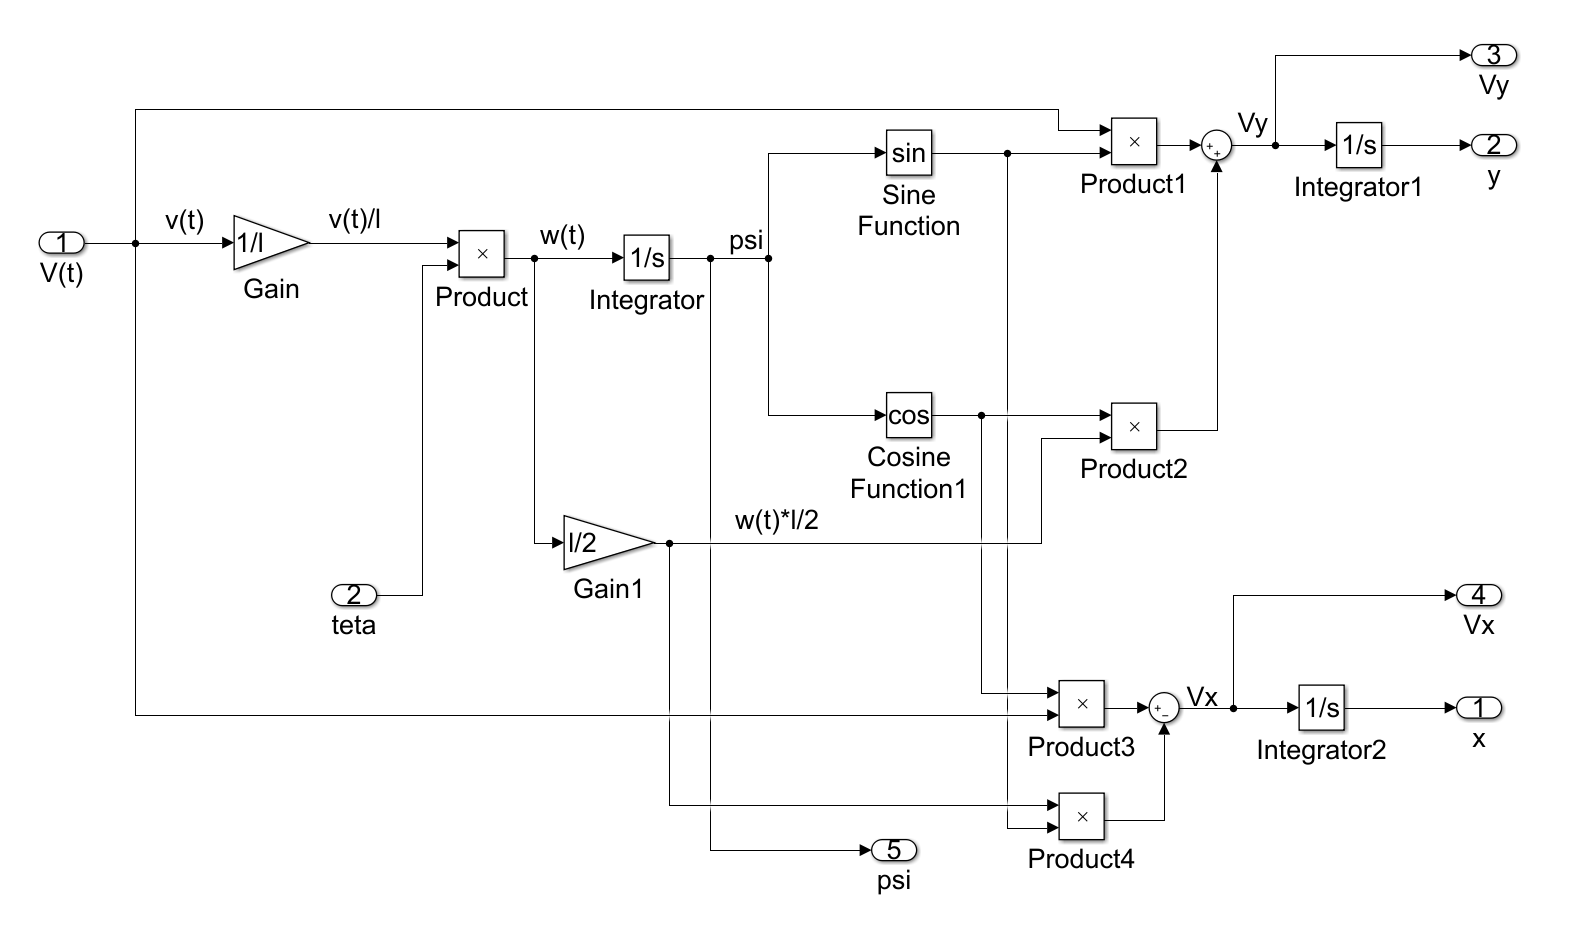 3
Vy
Vy
×
Product1
1/s
Integrator1
2
y
sin
Sine
Function
v(t)
v(t)/l
1
V(t)
1/l
Gain
×
Product
w(t)
1/s
Integrator
psi
cos
Cosine
Function1
×
Product2
w(t)*l/2
l/2
Gain1
2
teta
4
Vx
×
Product3
Vx
1/s
Integrator2
1
x
×
Product4
5
psi